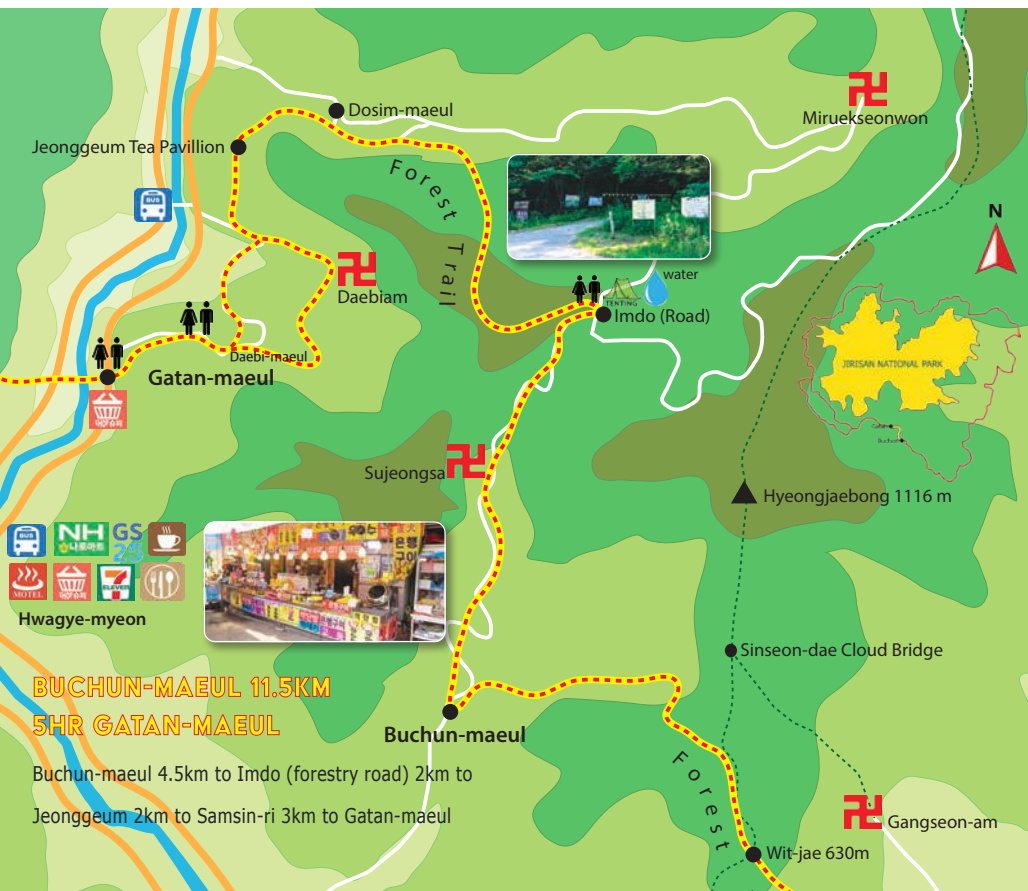 Dosim-maeul
Miruekseonwon
Jeonggeum Tea Pavillion
Forest Trail
N
BUS
Daebiam
water
TENTING
Imdo (Road)
Daebi-maeul
Gatan-maeul
JIRISAN NATIONAL PARK
Sujeongsa
Hyeongjaebong 1116 m
BUS
NH
GS
25
MOTEL
7
ELEVEN
Hwagye-myeon
Sinseon-dae Cloud Bridge
BUCHUN-MAEUL 11.5KM
5HR GATAN-MAEUL
Buchun-maeul
Buchun-maeul 4.5km to Imdo (forestry road) 2km to
Jeonggeum 2km to Samsin-ri 3km to Gatan-maeul
Forest
Gangseon-am
Wit-jae 630m